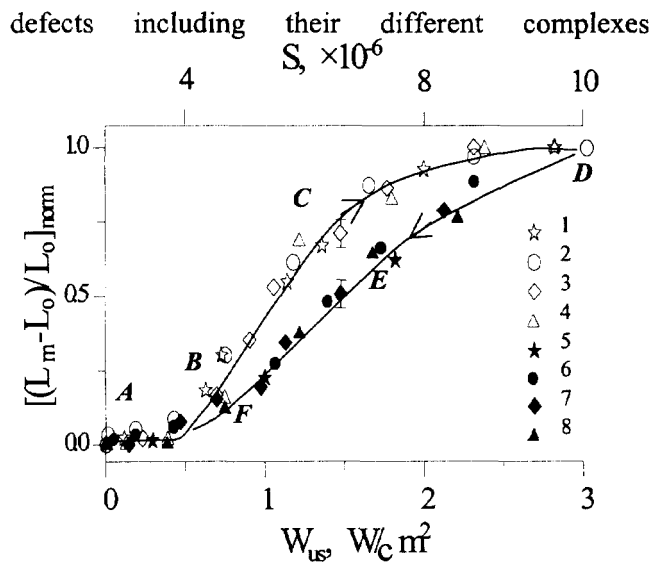 defects including their different complexes
S, ×10⁻⁶
4 8 10
1.0
0.5
0.0
[(Lₘ-Lₒ)/Lₒ]norm
A
B
C
D
E
F
1
2
3
4
5
6
7
8
0 1 2 3
Wᵤₛ, W/cm²